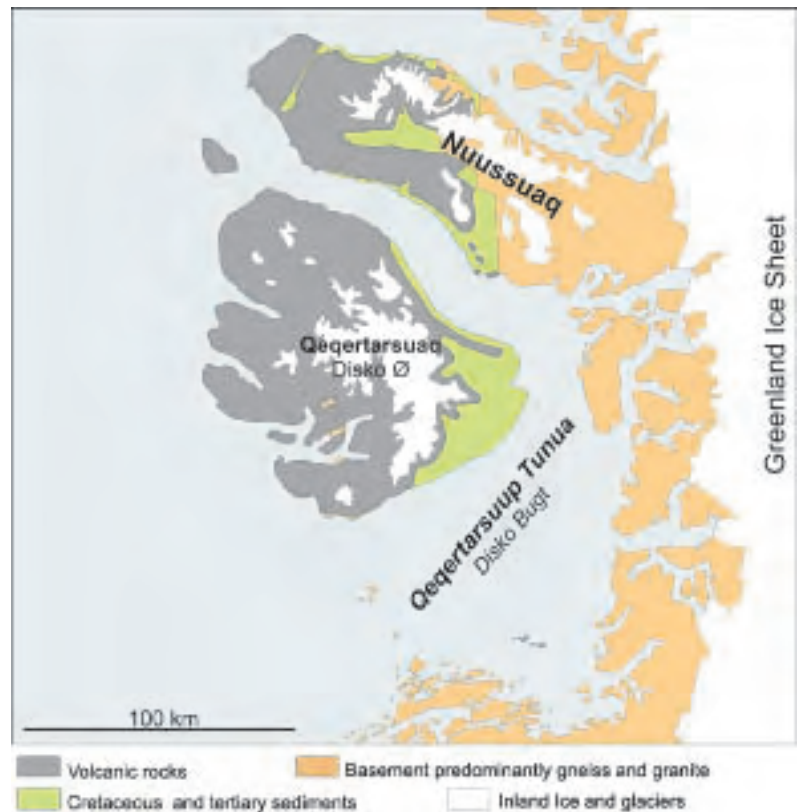 Nuussuaq
Qeqertarsuaq
Disko Ø
Qeqertarsuup Tunua
Disko Bugt
Greenland Ice Sheet
100 km
Volcanic rocks
Basement predominantly gneiss and granite
Cretaceous and tertiary sediments
Inland Ice and glaciers